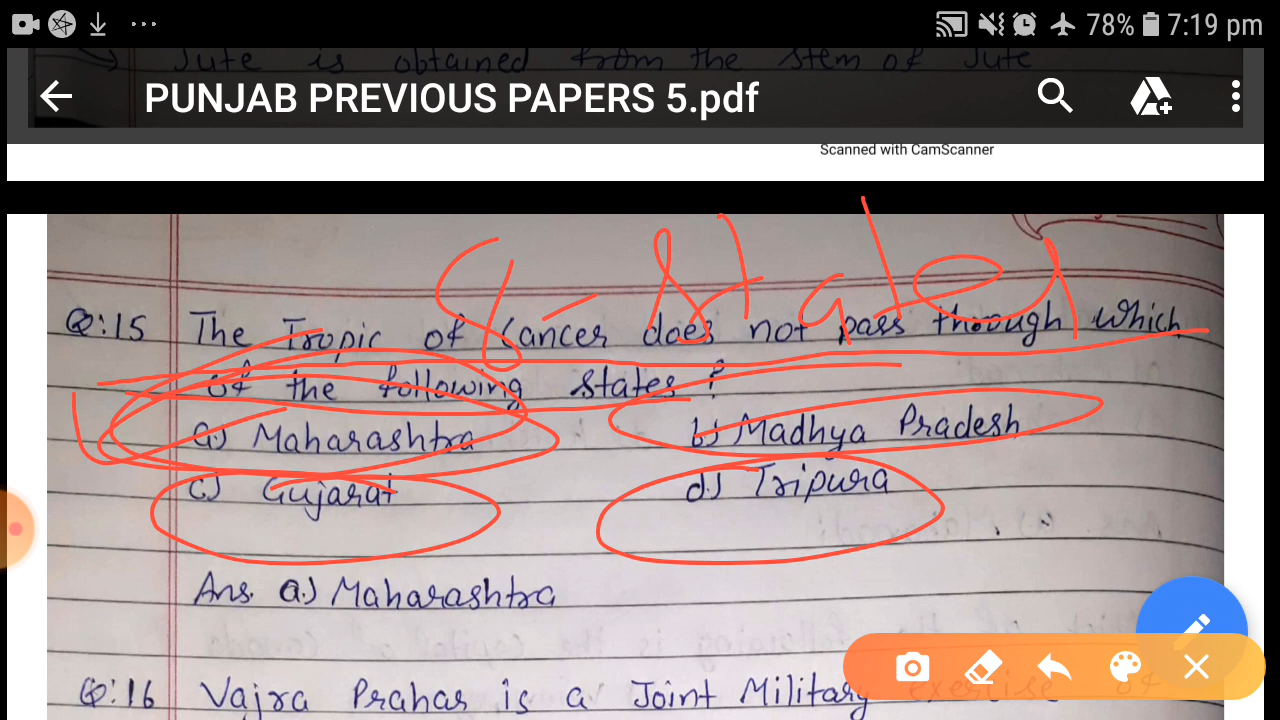 78% 7:19 pm
→ Jute is obtained from the stem of Jute
PUNJAB PREVIOUS PAPERS 5.pdf
Scanned with CamScanner
8 - States
Q:15 The Tropic of Cancer does not pass through which
of the following states?
a.) Maharashtra b.) Madhya Pradesh
c.) Gujarat d.) Tripura
Ans. a.) Maharashtra
Q:16 Vajra Prahar is a Joint Military exercise of